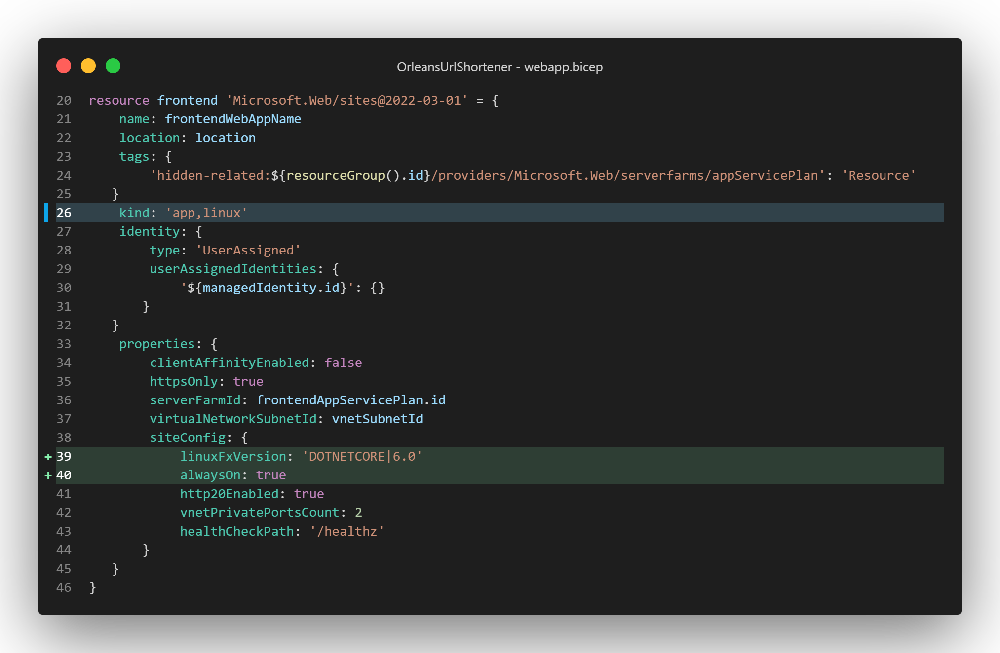 OrleansUrlShortener - webapp.bicep
20 resource frontend 'Microsoft.Web/sites@2022-03-01' = {
21     name: frontendWebAppName
22     location: location
23     tags: {
24         'hidden-related:${resourceGroup().id}/providers/Microsoft.Web/serverfarms/appServicePlan': 'Resource'
25    }
26     kind: 'app,linux'
27     identity: {
28         type: 'UserAssigned'
29         userAssignedIdentities: {
30             '${managedIdentity.id}': {}
31        }
32    }
33     properties: {
34         clientAffinityEnabled: false
35         httpsOnly: true
36         serverFarmId: frontendAppServicePlan.id
37         virtualNetworkSubnetId: vnetSubnetId
38         siteConfig: {
+ 39             linuxFxVersion: 'DOTNETCORE|6.0'
+ 40             alwaysOn: true
41             http20Enabled: true
42             vnetPrivatePortsCount: 2
43             healthCheckPath: '/healthz'
44        }
45    }
46 }